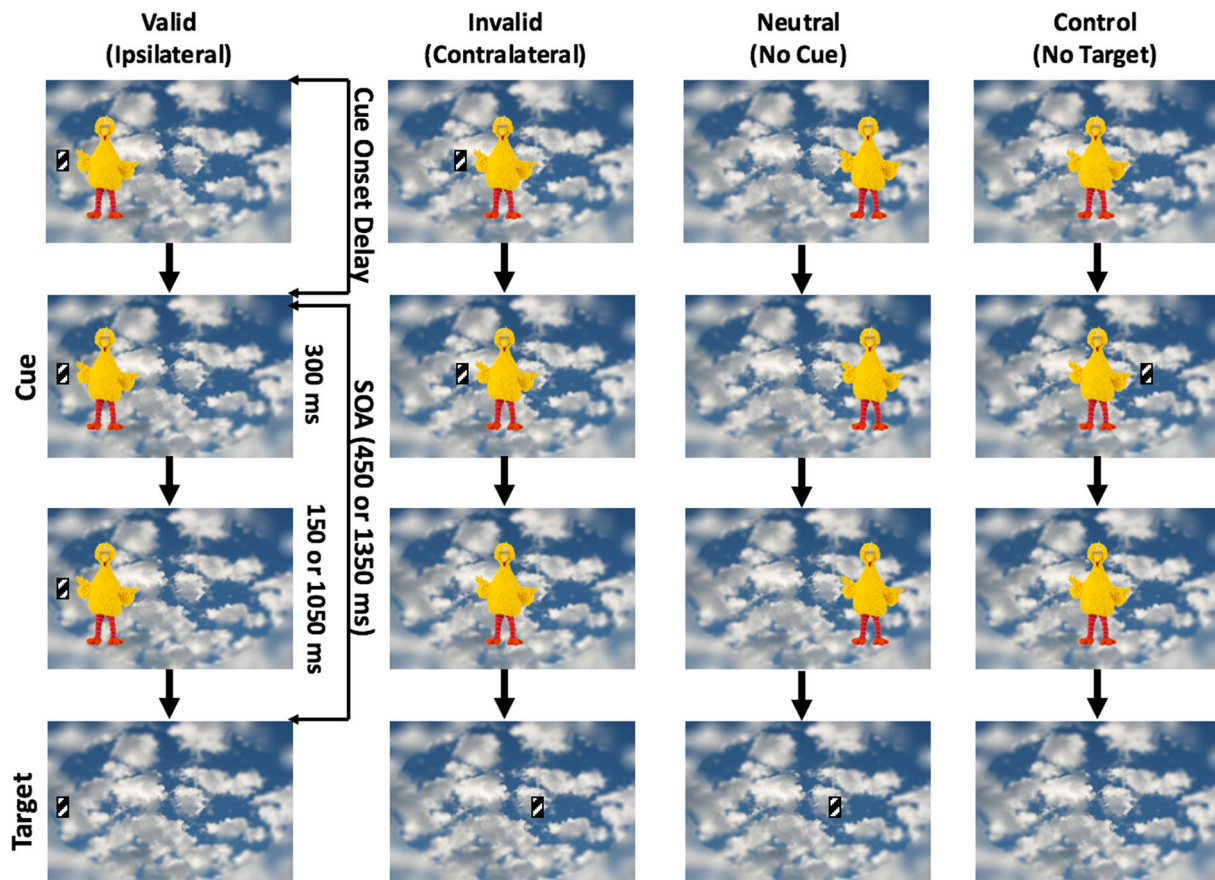 Valid
(Ipsilateral)
Invalid
(Contralateral)
Neutral
(No Cue)
Control
(No Target)
Cue Onset Delay
Cue
300 ms
150 or 1050 ms
SOA (450 or 1350 ms)
Target